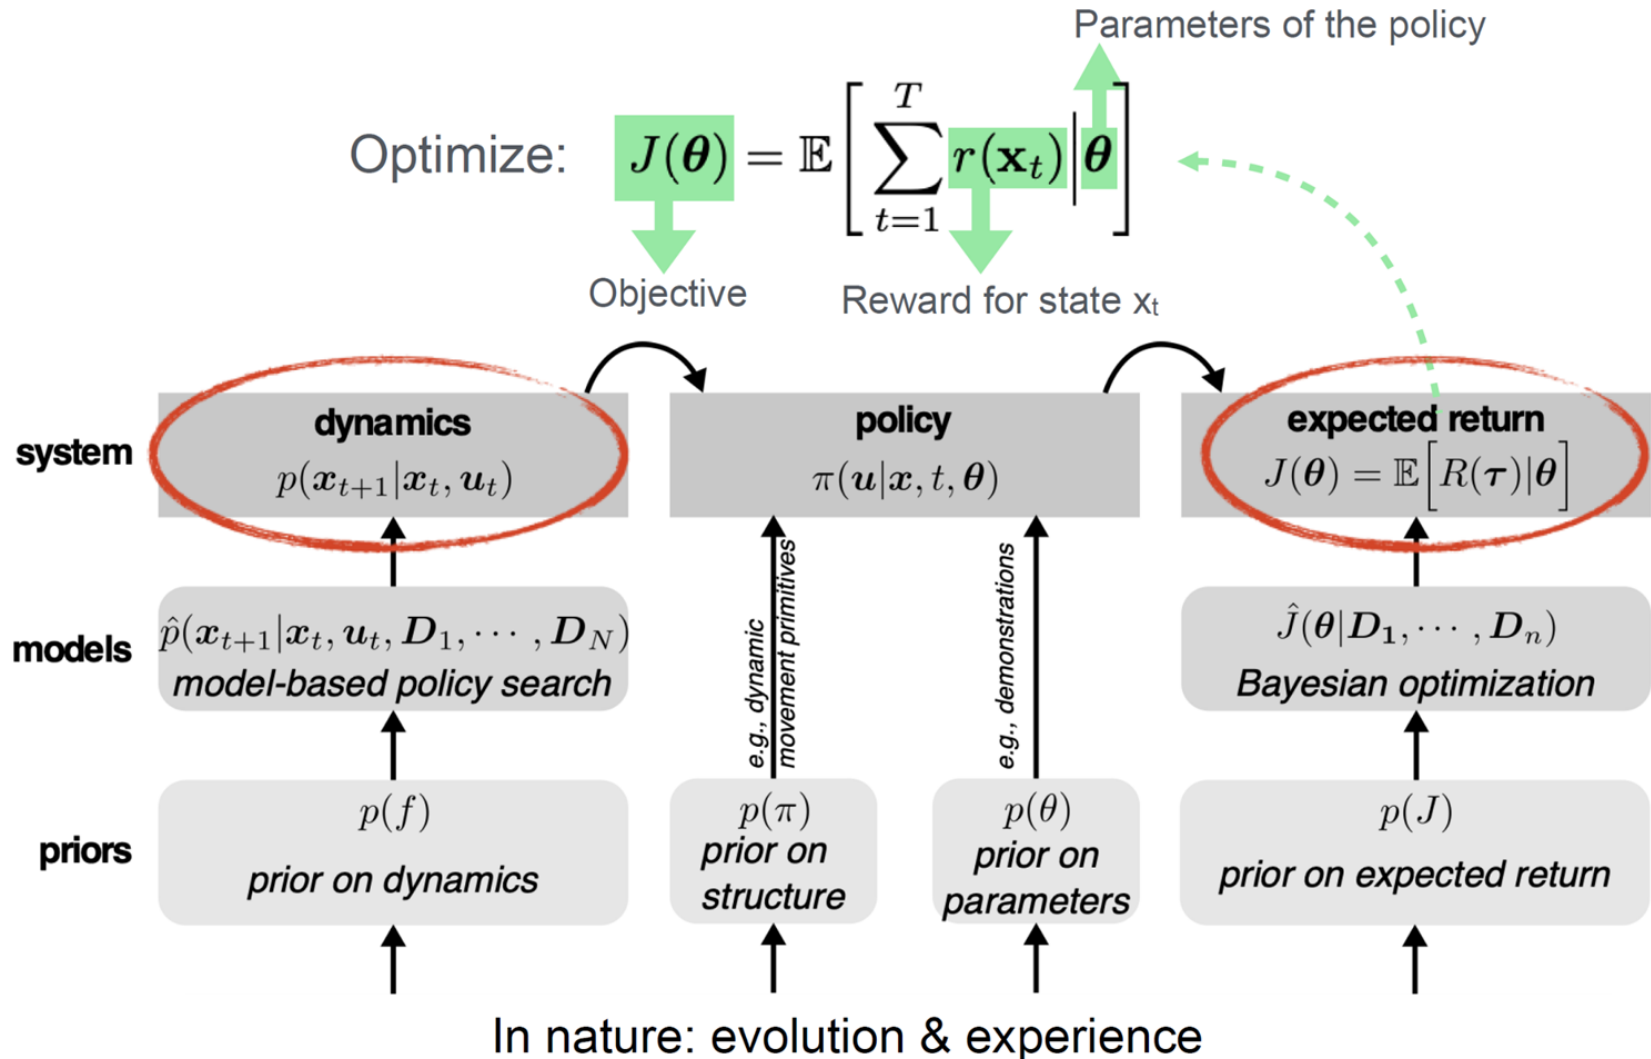 Parameters of the policy
Optimize: J(θ) = 𝔼[ ∑_{t=1}^{T} r(x_t) | θ ]
Objective
Reward for state xₜ
system
dynamics
p(x_{t+1}|x_t, u_t)
policy
π(u|x, t, θ)
expected return
J(θ) = 𝔼[R(τ)|θ]
models
p̂(x_{t+1}|x_t, u_t, D_1, ⋯ , D_N)
model-based policy search
e.g., dynamic
movement primitives
e.g., demonstrations
Ĵ(θ|D_1, ⋯ , D_n)
Bayesian optimization
priors
p(f)
prior on dynamics
p(π)
prior on
structure
p(θ)
prior on
parameters
p(J)
prior on expected return
In nature: evolution & experience